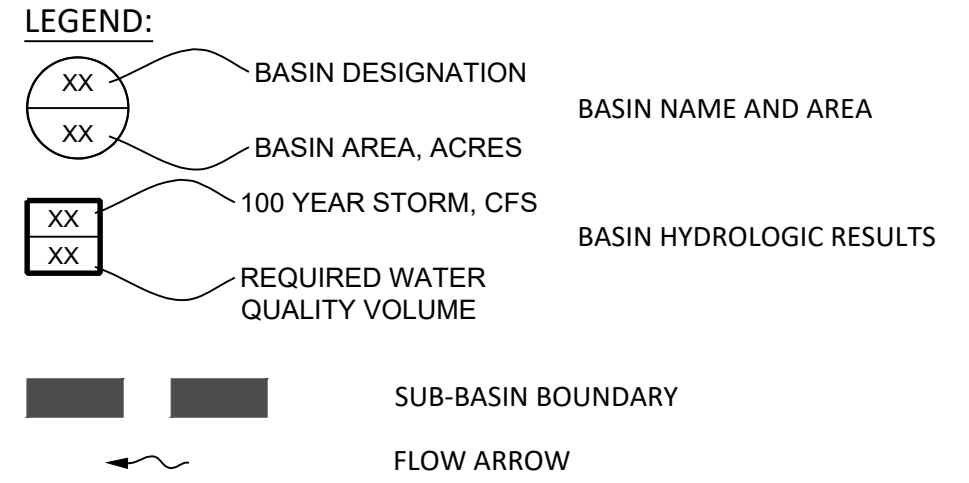 LEGEND:
XX
BASIN DESIGNATION
BASIN NAME AND AREA
XX
BASIN AREA, ACRES
XX
100 YEAR STORM, CFS
BASIN HYDROLOGIC RESULTS
XX
REQUIRED WATER
QUALITY VOLUME
SUB-BASIN BOUNDARY
FLOW ARROW